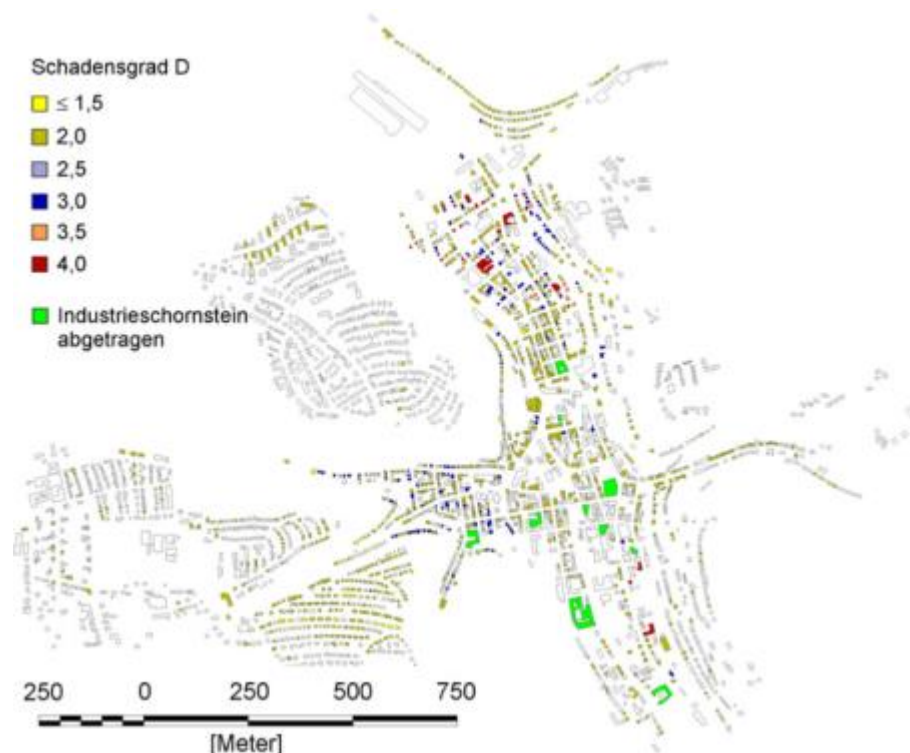 Schadensgrad D
≤ 1,5
2,0
2,5
3,0
3,5
4,0
Industrieschornstein
abgetragen
250 0 250 500 750
[Meter]